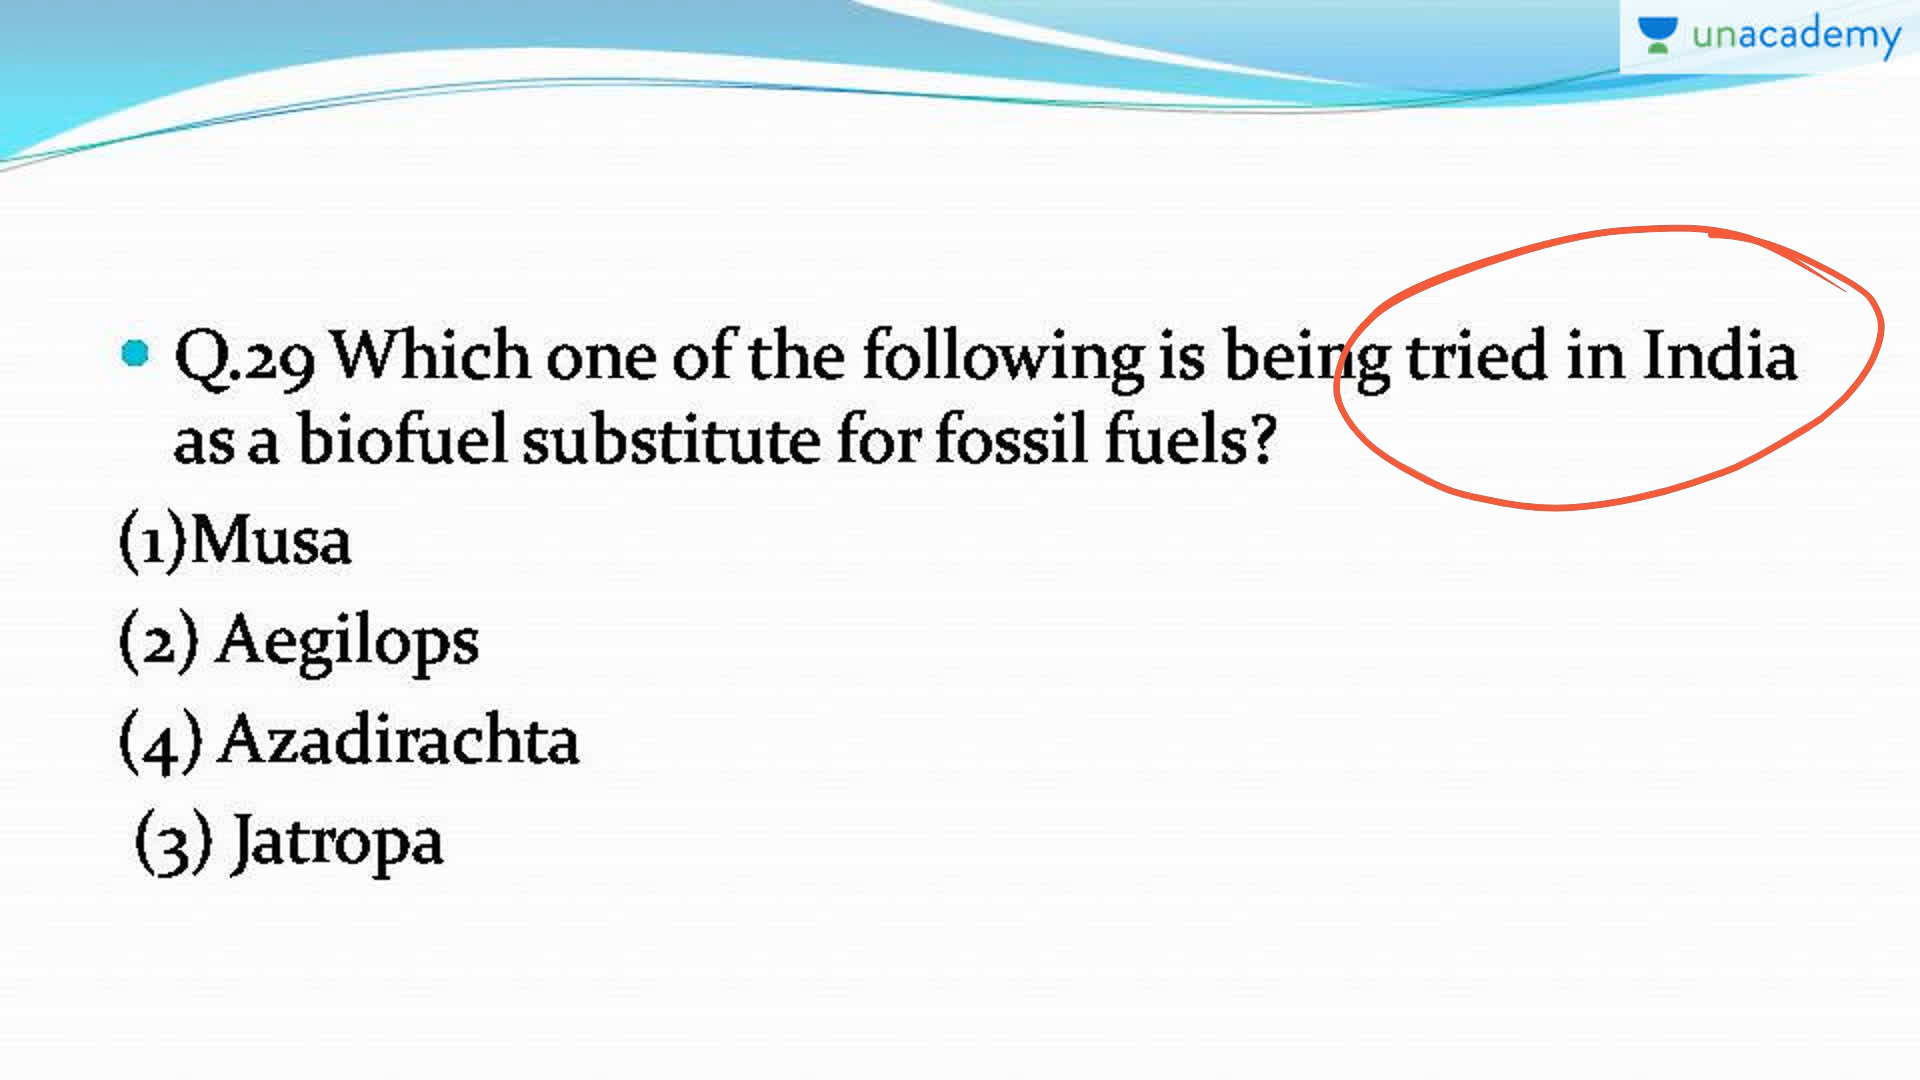 unacademy
Q.29 Which one of the following is being tried in India
as a biofuel substitute for fossil fuels?
(1)Musa
(2) Aegilops
(4) Azadirachta
(3) Jatropa